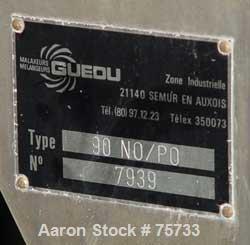 MALAXEURS
MELANGEURS
GUEDU
Zone Industrielle
21140 SEMUR EN AUXOIS
Tél.(80) 97.12.23 Télex 350073
Type 90 NO/PO
N° 7939
Aaron Stock # 75733